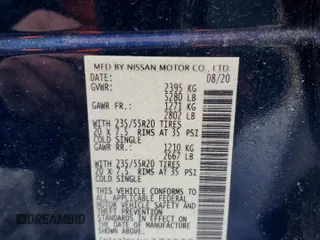 MFD BY NISSAN MOTOR CO., LTD.
DATE: 08/20
GVWR: 2395 KG
5280 LB
GAWR FR.: 1271 KG
2802 LB
WITH 235/55R20 TIRES
20 X 7.5 RIMS AT 35 PSI
COLD SINGLE
GAWR RR.: 1210 KG
2667 LB
WITH 235/55R20 TIRES
20 X 7.5 RIMS AT 35 PSI
COLD SINGLE
THIS VEHICLE CONFORMS TO
MOTOR VEHICLE SAFETY AND
THEFT PREVENTION STANDARDS
IN EFFECT ON THE DATE OF
MANUFACTURE SHOWN ABOVE.
DREAMBID